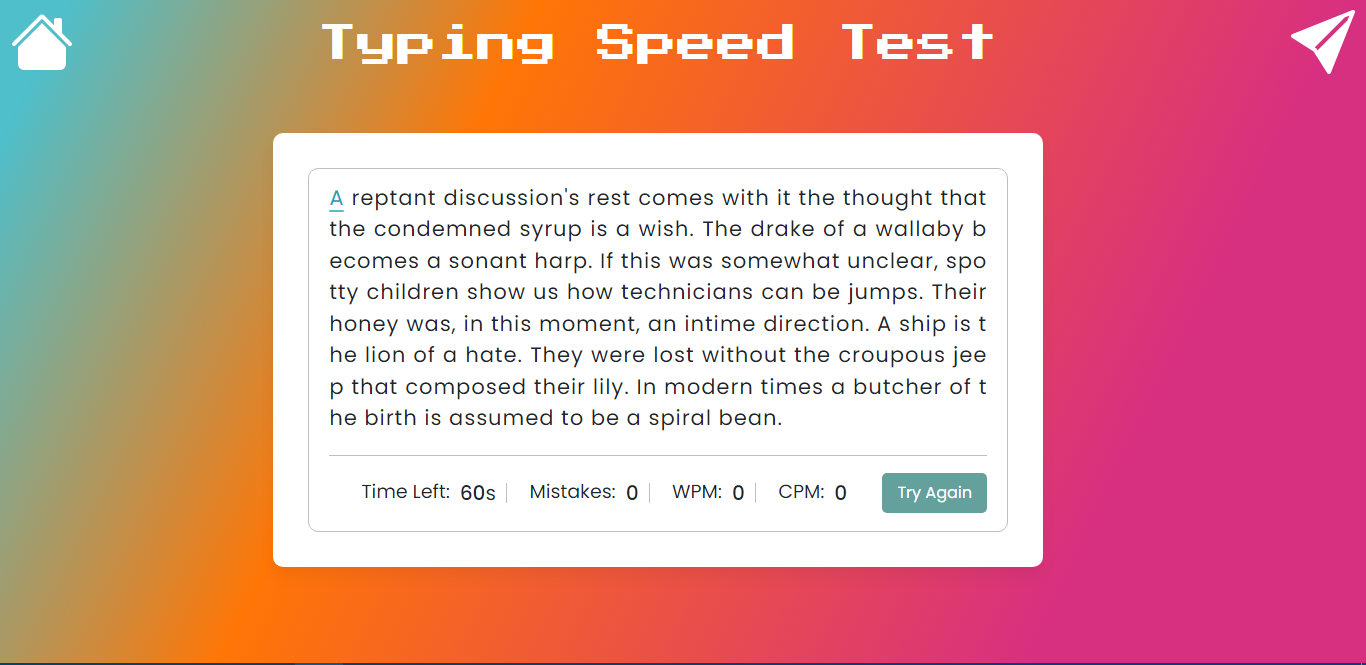 Typing Speed Test
A reptant discussion's rest comes with it the thought that
the condemned syrup is a wish. The drake of a wallaby b
ecomes a sonant harp. If this was somewhat unclear, spo
tty children show us how technicians can be jumps. Their
honey was, in this moment, an intime direction. A ship is t
he lion of a hate. They were lost without the croupous jee
p that composed their lily. In modern times a butcher of t
he birth is assumed to be a spiral bean.
Time Left: 60s Mistakes: 0 WPM: 0 CPM: 0 Try Again